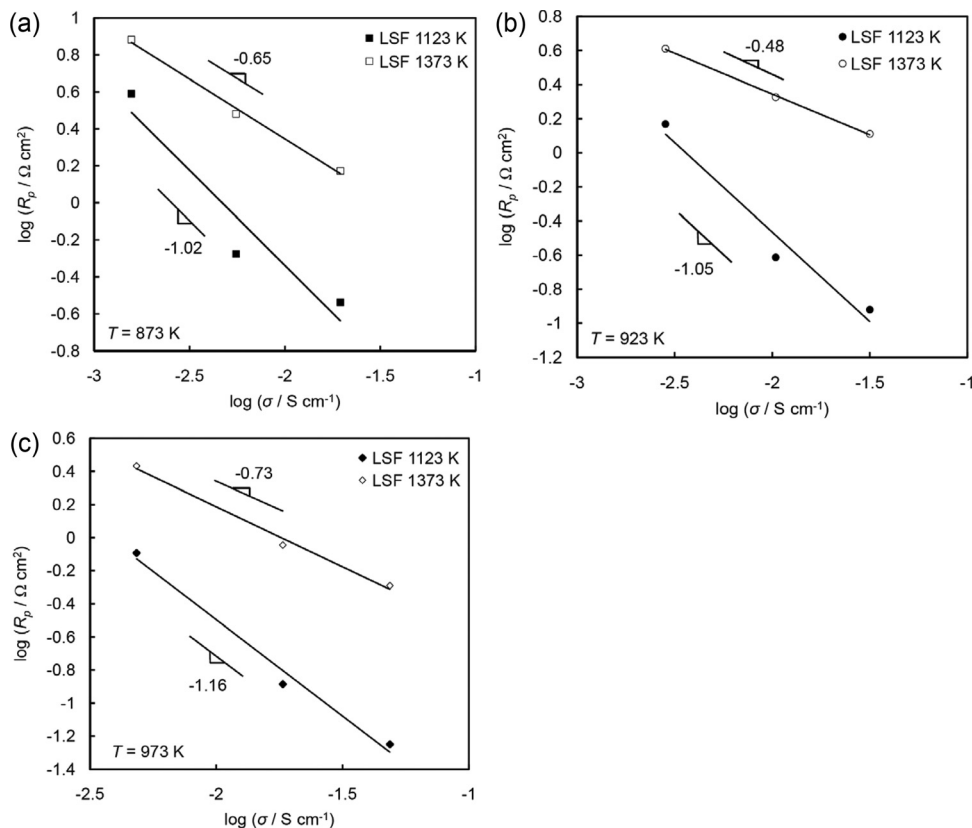 (a)
1
0.8
0.6
0.4
0.2
0
-0.2
-0.4
-0.6
-0.8
log (Rp / Ω cm²)
-0.65
LSF 1123 K
LSF 1373 K
-1.02
T = 873 K
-3
-2.5
-2
-1.5
-1
log (σ / S cm⁻¹)
(b)
0.8
0.6
0.4
0.2
0
-0.2
-0.4
-0.6
-0.8
-1
-1.2
log (Rp / Ω cm²)
-0.48
LSF 1123 K
LSF 1373 K
-1.05
T = 923 K
-3
-2.5
-2
-1.5
-1
log (σ / S cm⁻¹)
(c)
0.6
0.4
0.2
0
-0.2
-0.4
-0.6
-0.8
-1
-1.2
-1.4
log (Rp / Ω cm²)
-0.73
LSF 1123 K
LSF 1373 K
-1.16
T = 973 K
-2.5
-2
-1.5
-1
log (σ / S cm⁻¹)